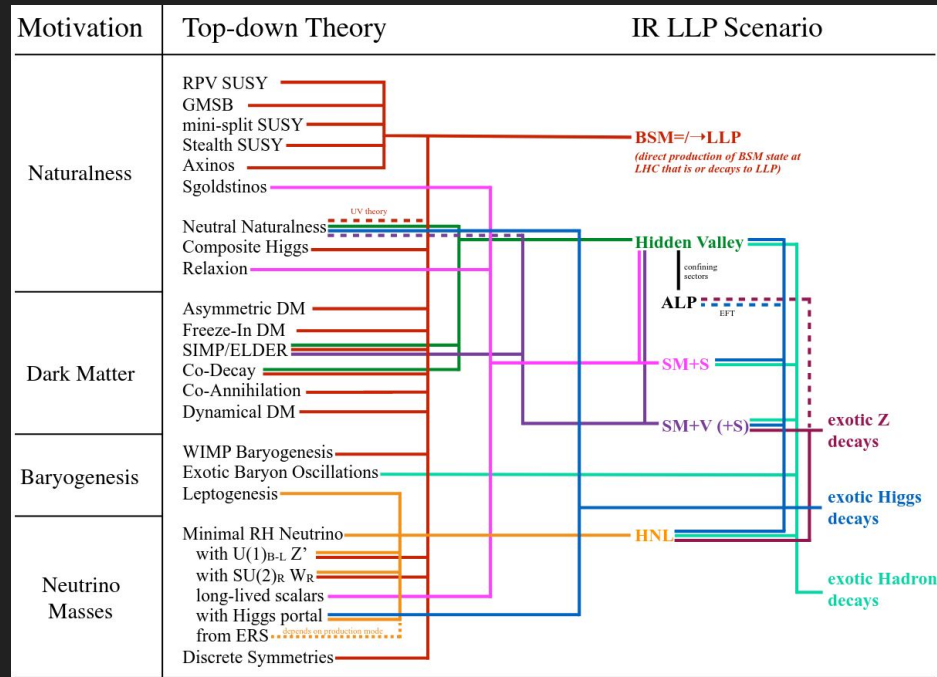 Motivation
Top-down Theory
IR LLP Scenario
Naturalness
RPV SUSY
GMSB
mini-split SUSY
Stealth SUSY
Axinos
Sgoldstinos
UV theory
Neutral Naturalness
Composite Higgs
Relaxion
Dark Matter
Asymmetric DM
Freeze-In DM
SIMP/ELDER
Co-Decay
Co-Annihilation
Dynamical DM
Baryogenesis
WIMP Baryogenesis
Exotic Baryon Oscillations
Leptogenesis
Neutrino
Masses
Minimal RH Neutrino
with U(1)B-L Z'
with SU(2)R WR
long-lived scalars
with Higgs portal
depends on production mode
from ERS
Discrete Symmetries
BSM=/→LLP
(direct production of BSM state at
LHC that is or decays to LLP)
Hidden Valley
confining
sectors
ALP
EFT
SM+S
SM+V (+S)
HNL
exotic Z
decays
exotic Higgs
decays
exotic Hadron
decays